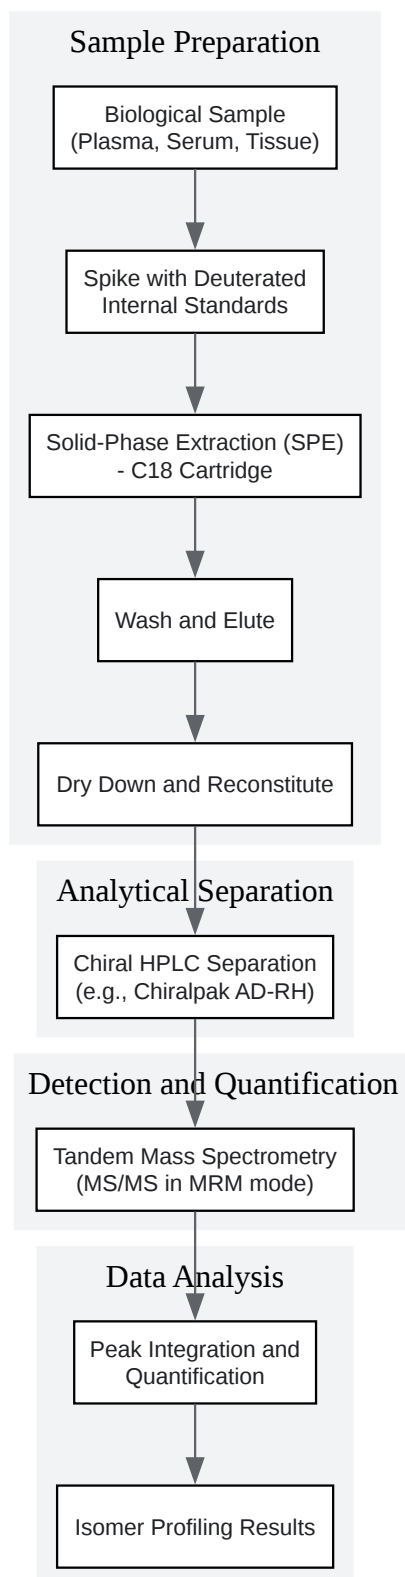 Sample Preparation
Biological Sample
(Plasma, Serum, Tissue)
Spike with Deuterated
Internal Standards
Solid-Phase Extraction (SPE)
- C18 Cartridge
Wash and Elute
Dry Down and Reconstitute
Analytical Separation
Chiral HPLC Separation
(e.g., Chiralpak AD-RH)
Detection and Quantification
Tandem Mass Spectrometry
(MS/MS in MRM mode)
Data Analysis
Peak Integration and
Quantification
Isomer Profiling Results